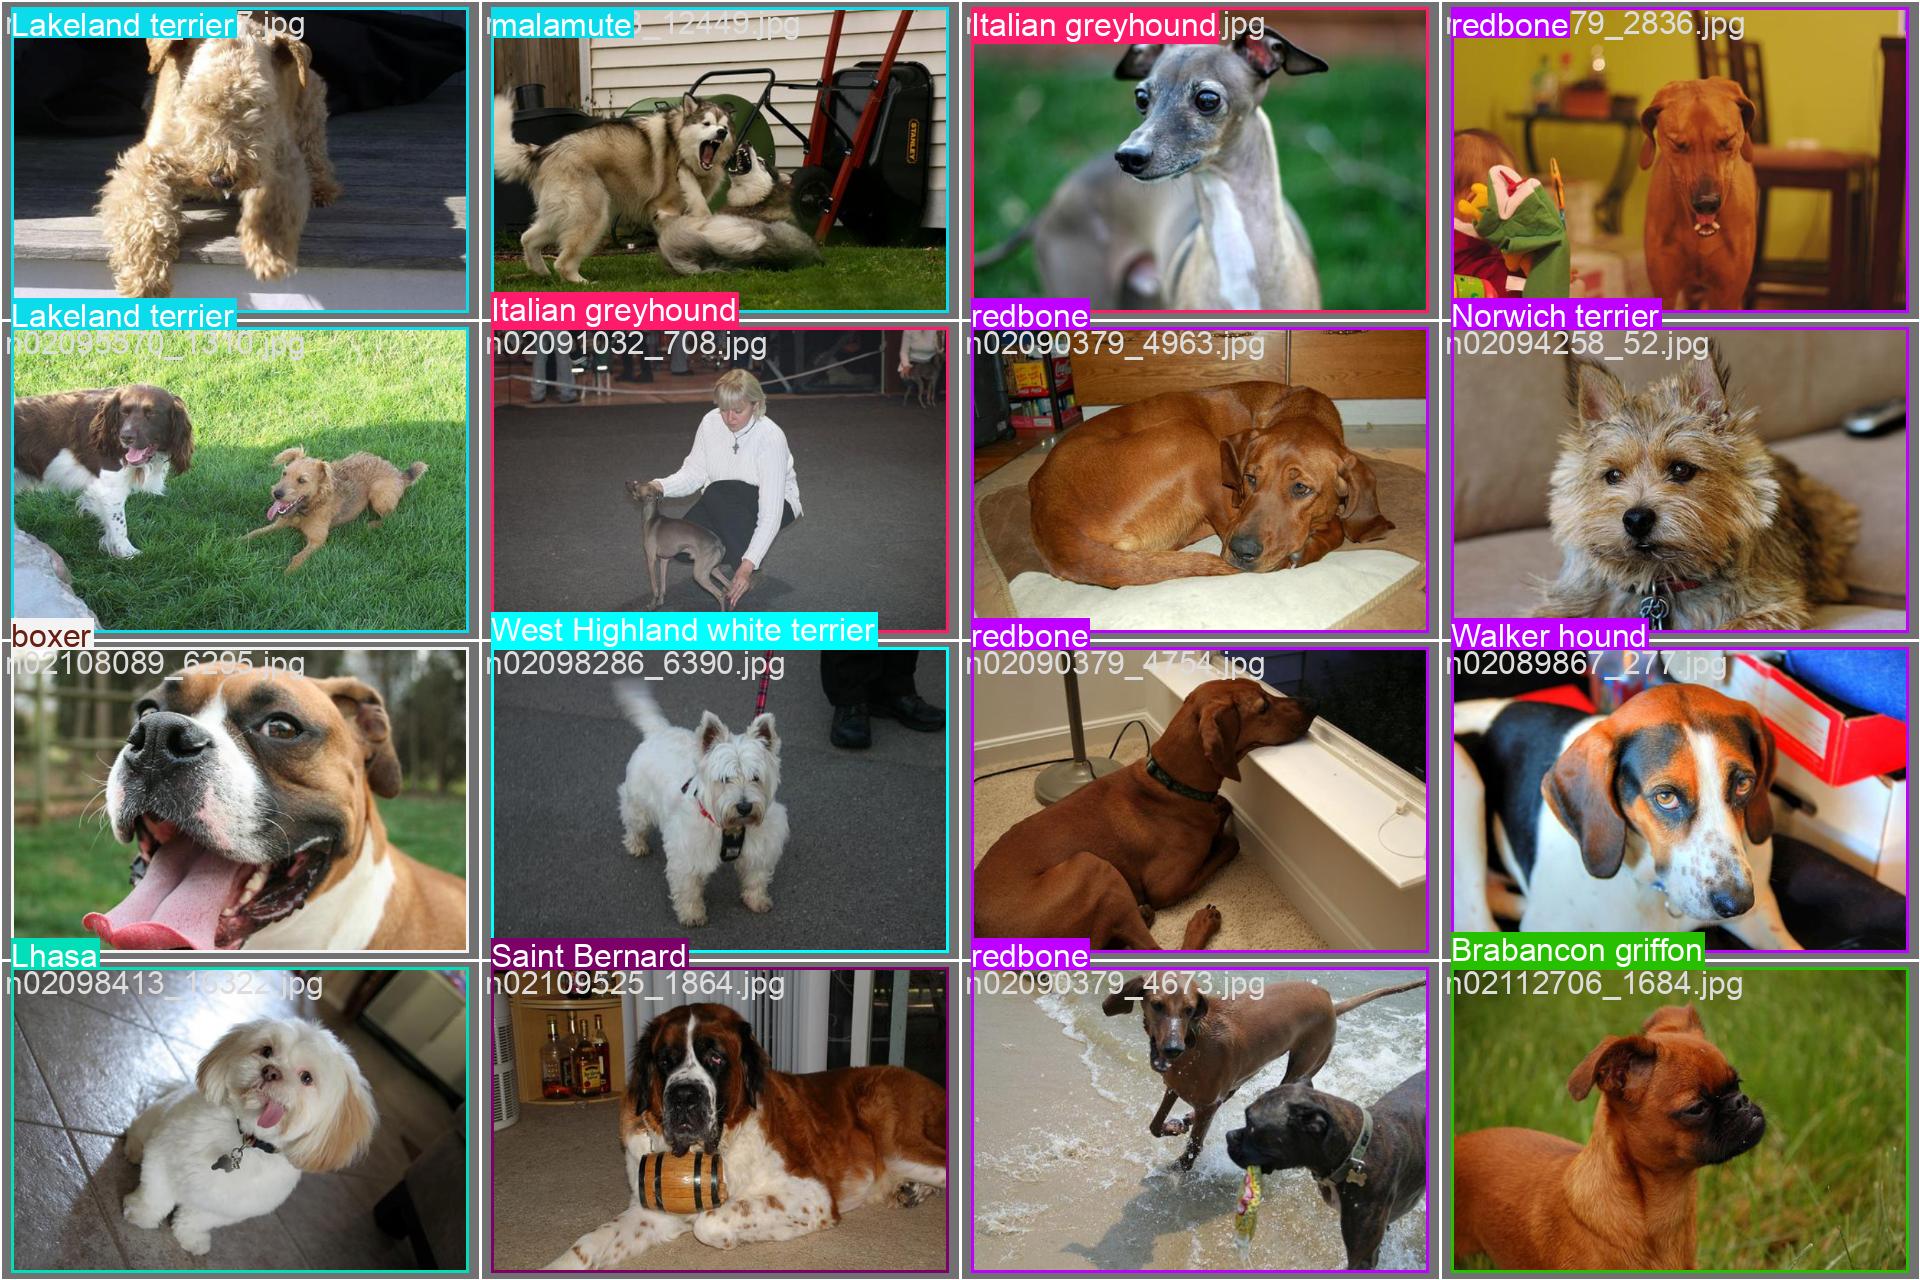 Lakeland terrier 7.jpg
malamute _12449.jpg
Italian greyhound .jpg
redbone 79_2836.jpg
STANLEY
Lakeland terrier
n02095570_1310.jpg
Italian greyhound
n02091032_708.jpg
redbone
n02090379_4963.jpg
Norwich terrier
n02094258_52.jpg
boxer
n02108089_6295.jpg
West Highland white terrier
n02098286_6390.jpg
redbone
n02090379_4754.jpg
Walker hound
n02089867_277.jpg
Lhasa
n02098413_16322.jpg
Saint Bernard
n02109525_1864.jpg
redbone
n02090379_4673.jpg
Brabancon griffon
n02112706_1684.jpg